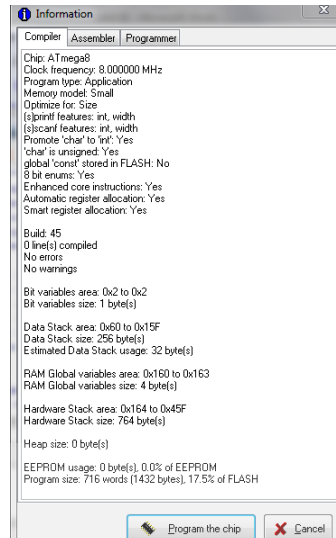 Information
Compiler Assembler Programmer
Chip: ATmega8
Clock frequency: 8.000000 MHz
Program type: Application
Memory model: Small
Optimize for: Size
(s)printf features: int, width
(s)scanf features: int, width
Promote 'char' to 'int': Yes
'char' is unsigned: Yes
global 'const' stored in FLASH: No
8 bit enums: Yes
Enhanced core instructions: Yes
Automatic register allocation: Yes
Smart register allocation: Yes
Build: 45
0 line(s) compiled
No errors
No warnings
Bit variables area: 0x2 to 0x2
Bit variables size: 1 byte(s)
Data Stack area: 0x60 to 0x15F
Data Stack size: 256 byte(s)
Estimated Data Stack usage: 32 byte(s)
RAM Global variables area: 0x160 to 0x163
RAM Global variables size: 4 byte(s)
Hardware Stack area: 0x164 to 0x45F
Hardware Stack size: 764 byte(s)
Heap size: 0 byte(s)
EEPROM usage: 0 byte(s), 0.0% of EEPROM
Program size: 716 words (1432 bytes), 17.5% of FLASH
Program the chip Cancel